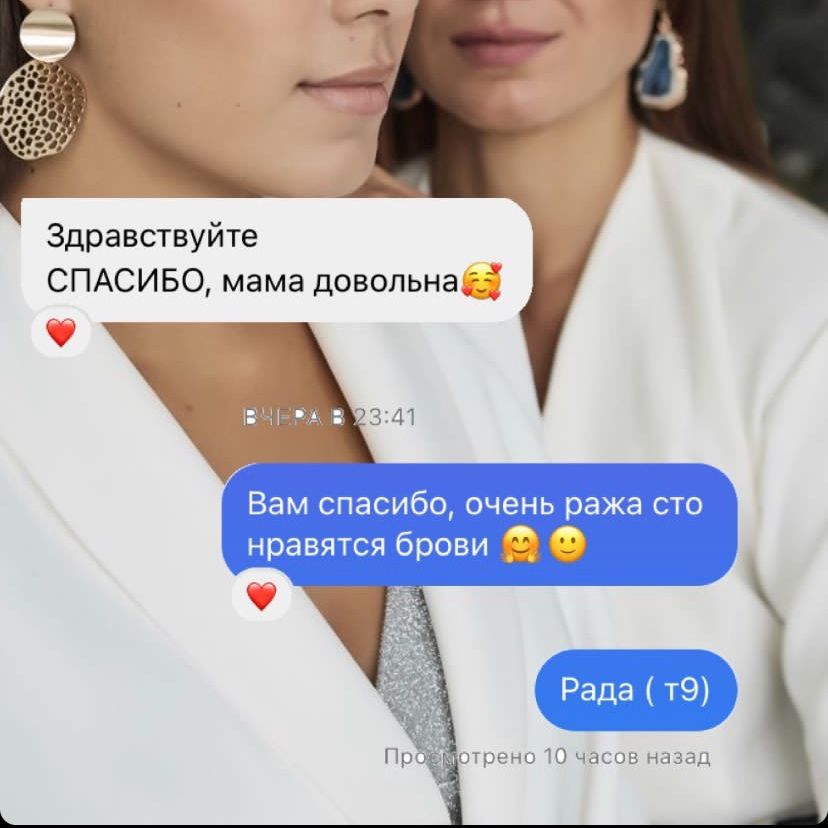 Здравствуйте
СПАСИБО, мама довольна🥰
ВЧЕРА В 23:41
Вам спасибо, очень ража сто
нравятся брови 🤗 🙂
Рада ( т9)
Просмотрено 10 часов назад